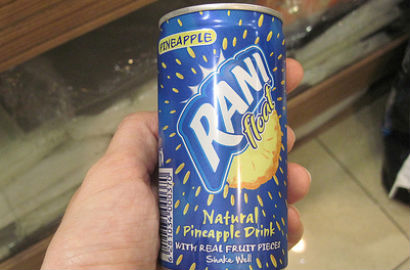 PINEAPPLE
RANI
float
Natural
Pineapple Drink
WITH REAL FRUIT PIECES
Shake Well